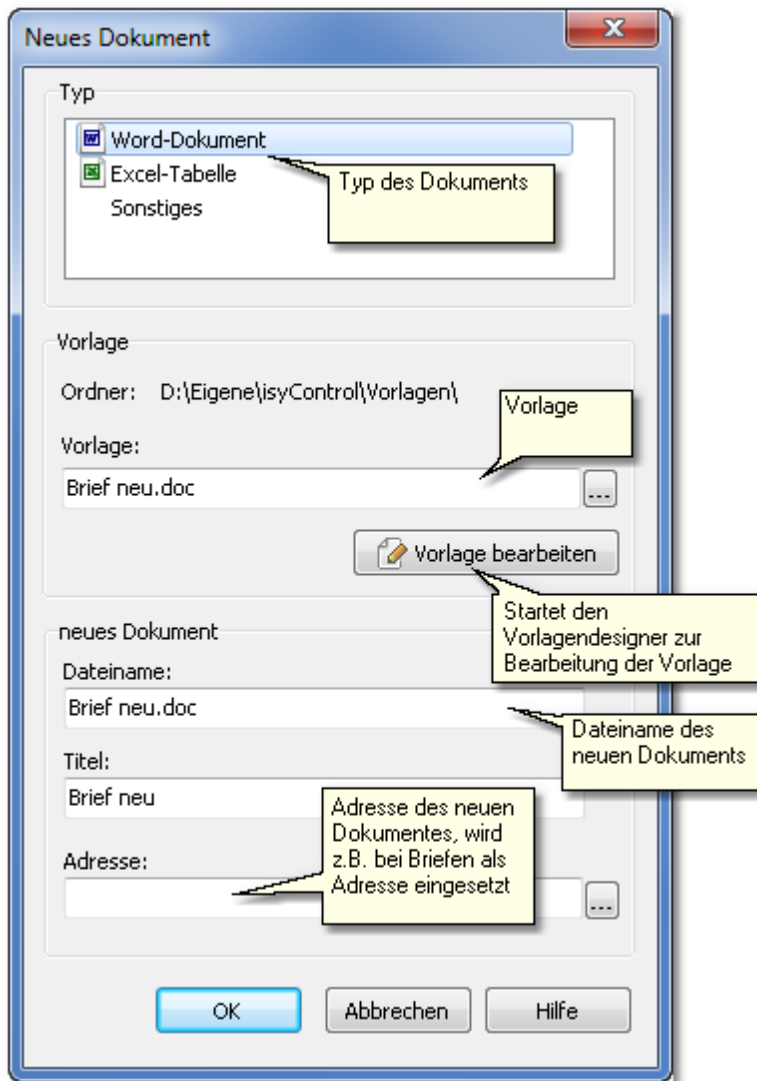 Neues Dokument
Typ
Word-Dokument
Excel-Tabelle
Sonstiges
Typ des Dokuments
Vorlage
Ordner: D:\Eigene\isyControl\Vorlagen\
Vorlage
Vorlage:
Brief neu.doc
...
Vorlage bearbeiten
Startet den
Vorlagendesigner zur
Bearbeitung der Vorlage
neues Dokument
Dateiname:
Brief neu.doc
Dateiname des
neuen Dokuments
Titel:
Brief neu
Adresse des neuen
Dokumentes, wird
z.B. bei Briefen als
Adresse eingesetzt
Adresse:
...
OK
Abbrechen
Hilfe